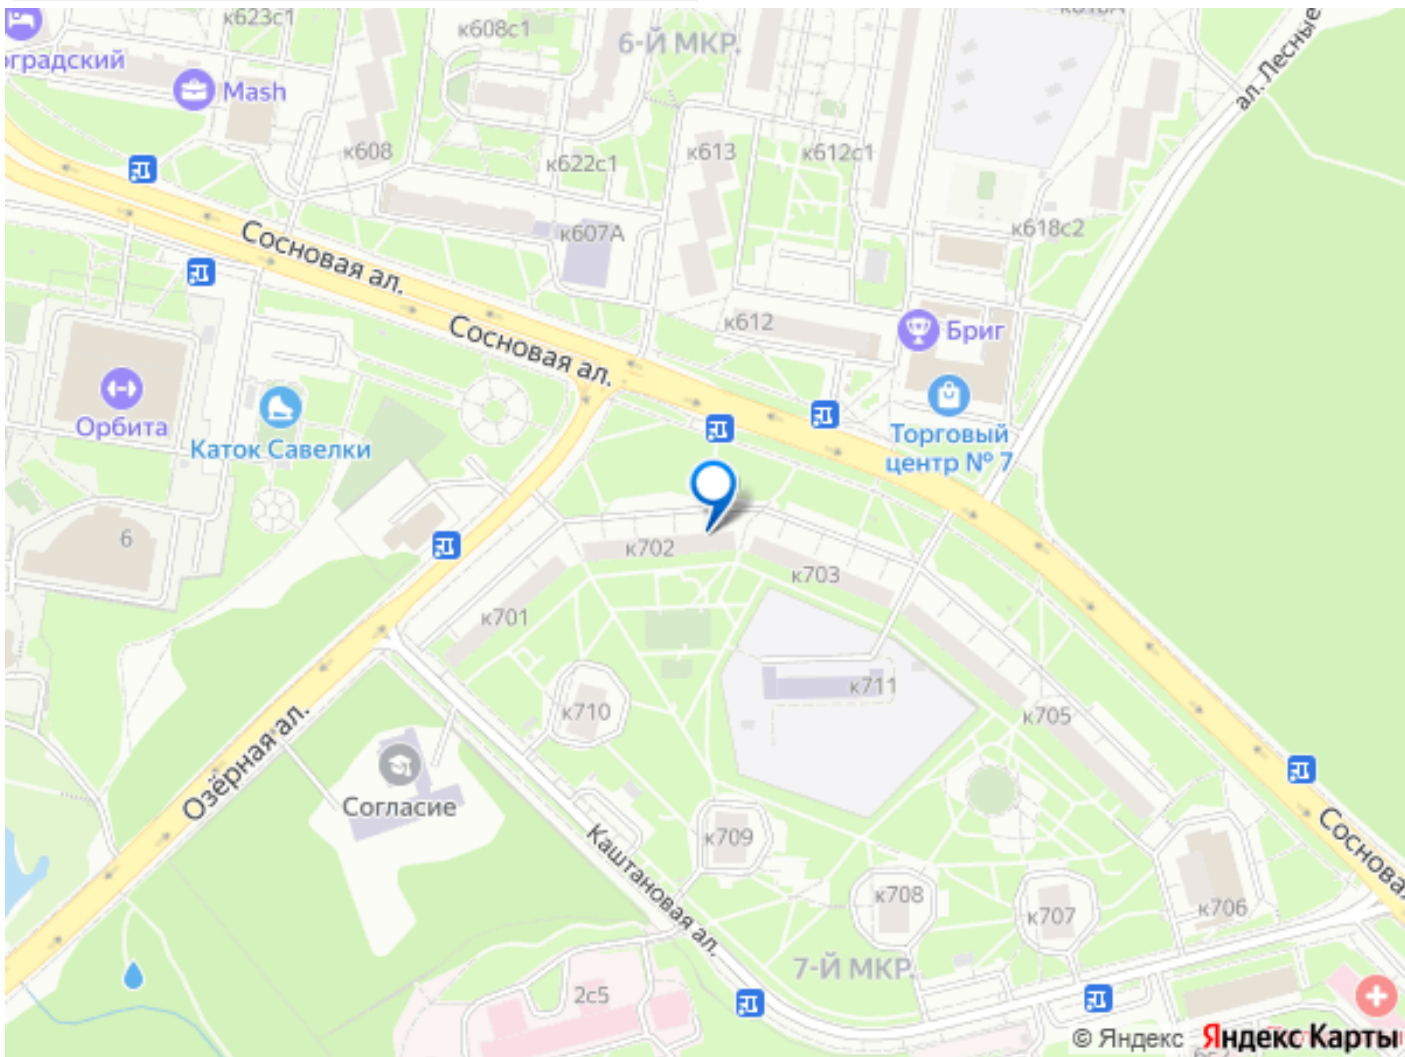 к623с1
к608с1
6-Й МКР.
ал. Лесные
оградский
Mash
к608
к622с1
к613
к612с1
к607А
к618с2
Сосновая ал.
Сосновая ал.
к612
Бриг
Орбита
Каток Савелки
Торговый
центр № 7
6
к702
к703
к701
к711
к710
к705
Озёрная ал.
Согласие
Каштановая ал.
к709
Сосновая
к708
к707
к706
7-Й МКР.
2с5
© Яндекс Яндекс Карты